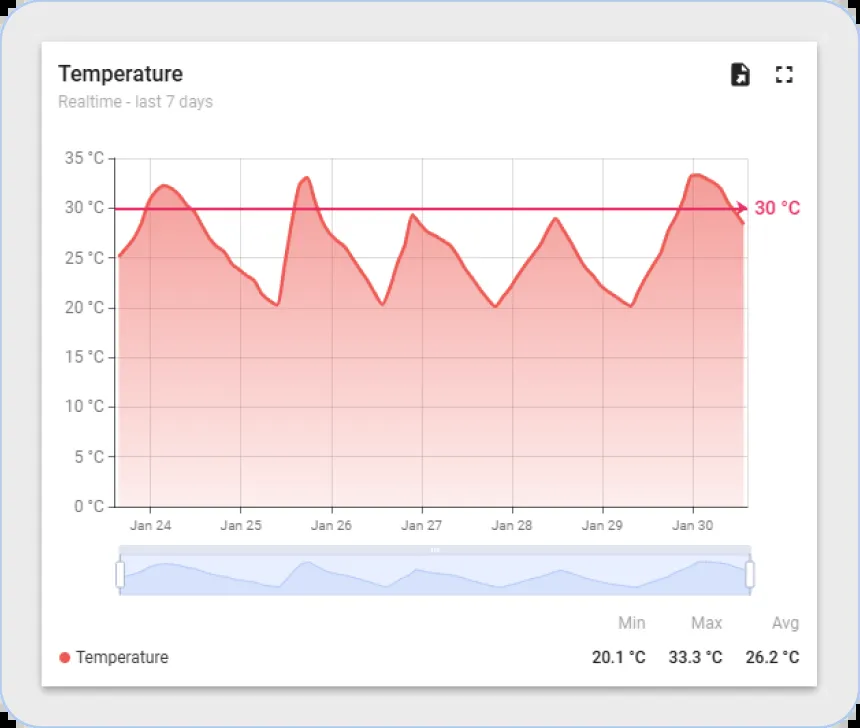 Temperature
Realtime - last 7 days
35 °C
30 °C
30 °C
25 °C
20 °C
15 °C
10 °C
5 °C
0 °C
Jan 24 Jan 25 Jan 26 Jan 27 Jan 28 Jan 29 Jan 30
Min Max Avg
Temperature 20.1 °C 33.3 °C 26.2 °C